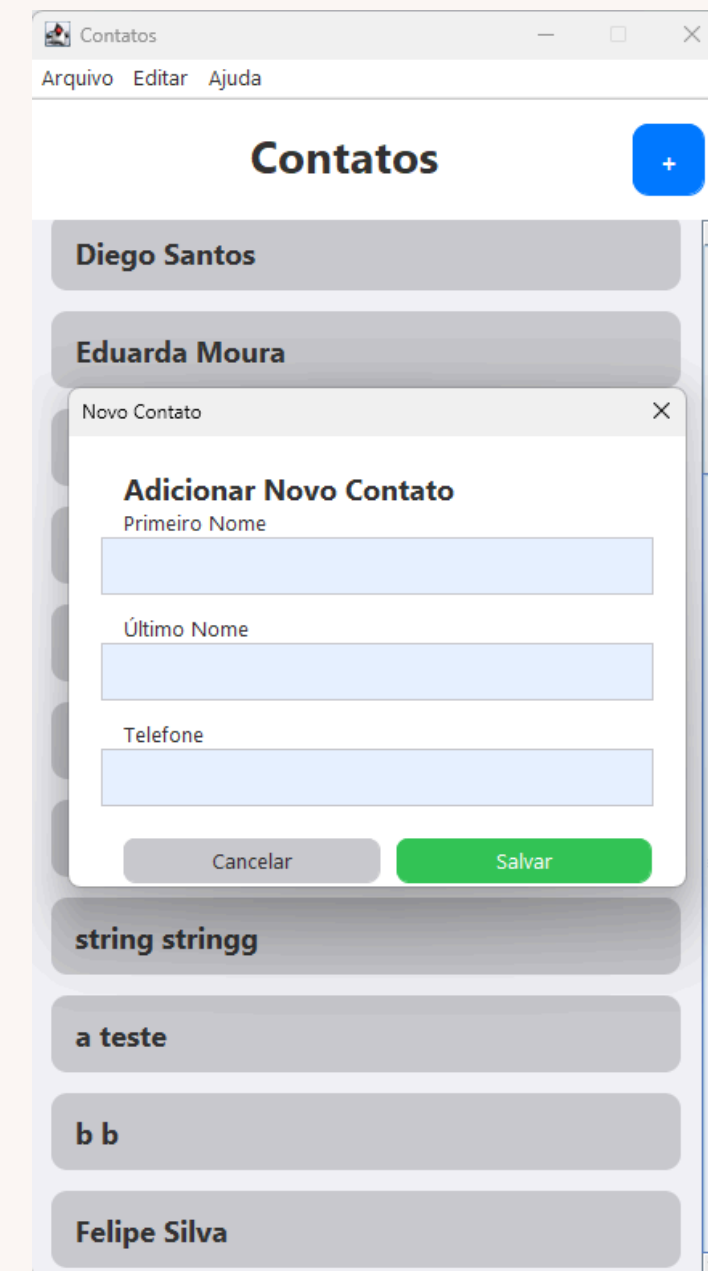 Contatos
Arquivo Editar Ajuda
Contatos
+
Diego Santos
Eduarda Moura
Novo Contato
Adicionar Novo Contato
Primeiro Nome
Último Nome
Telefone
Cancelar Salvar
string stringg
a teste
b b
Felipe Silva